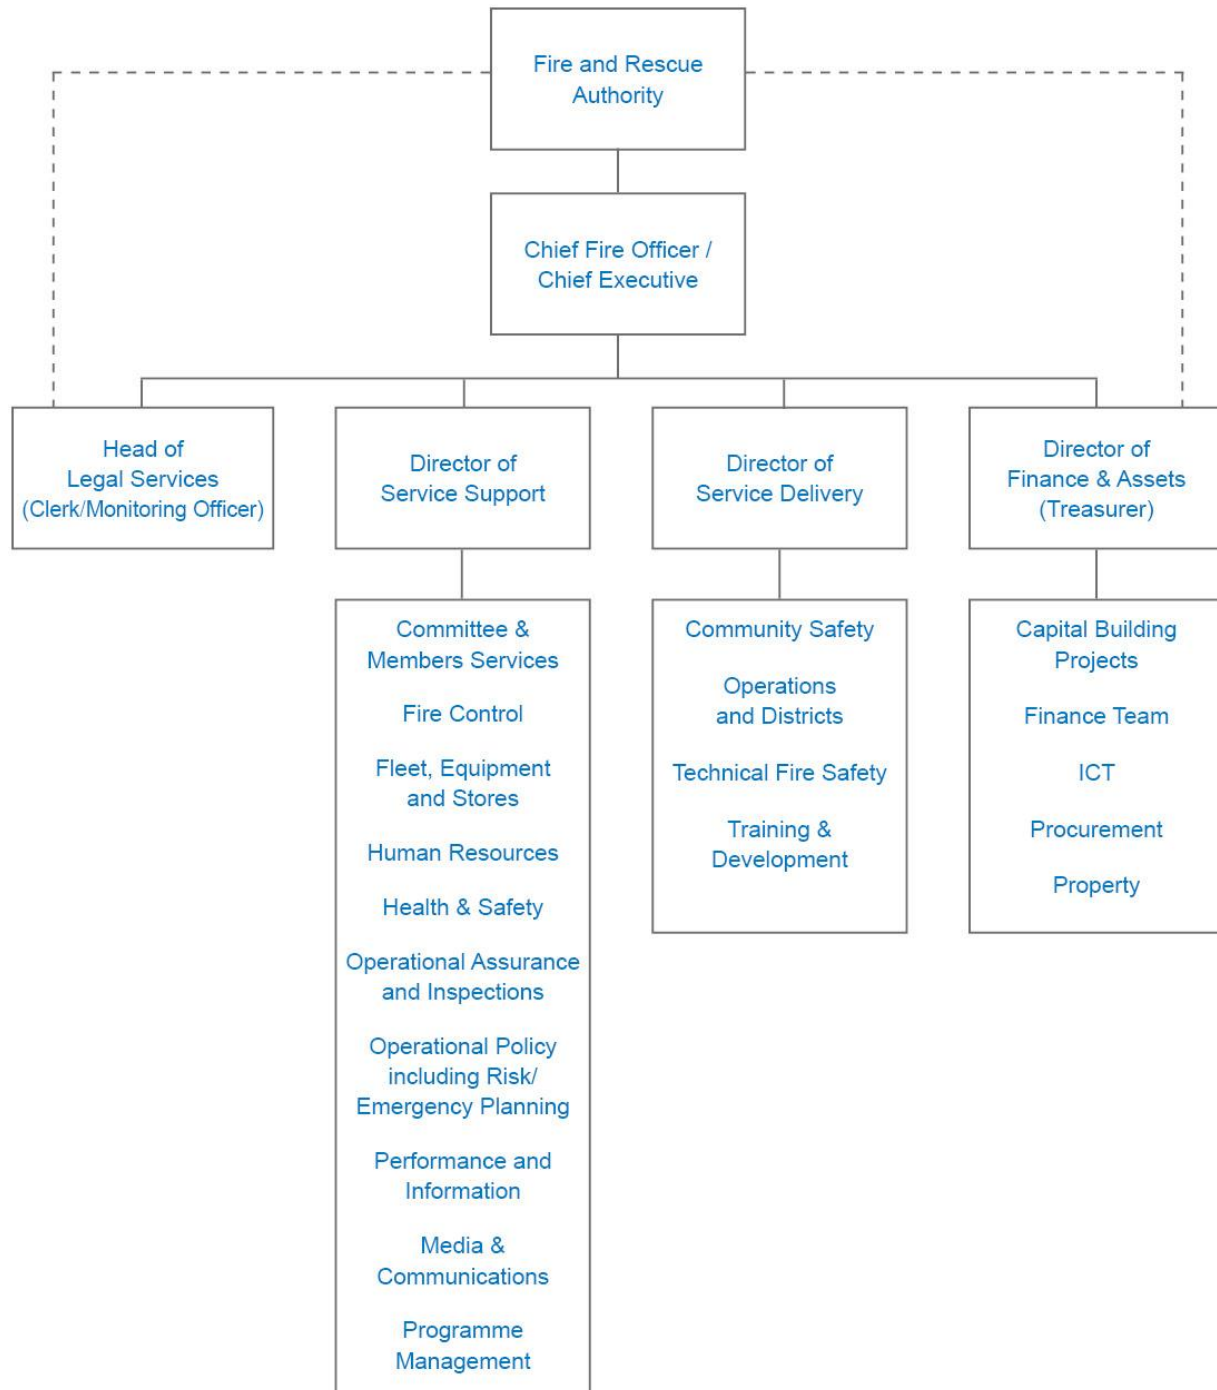 Fire and Rescue
Authority
Chief Fire Officer /
Chief Executive
Head of
Legal Services
(Clerk/Monitoring Officer)
Director of
Service Support
Director of
Service Delivery
Director of
Finance & Assets
(Treasurer)
Committee &
Members Services
Fire Control
Fleet, Equipment
and Stores
Human Resources
Health & Safety
Operational Assurance
and Inspections
Operational Policy
including Risk/
Emergency Planning
Performance and
Information
Media &
Communications
Programme
Management
Community Safety
Operations
and Districts
Technical Fire Safety
Training &
Development
Capital Building
Projects
Finance Team
ICT
Procurement
Property